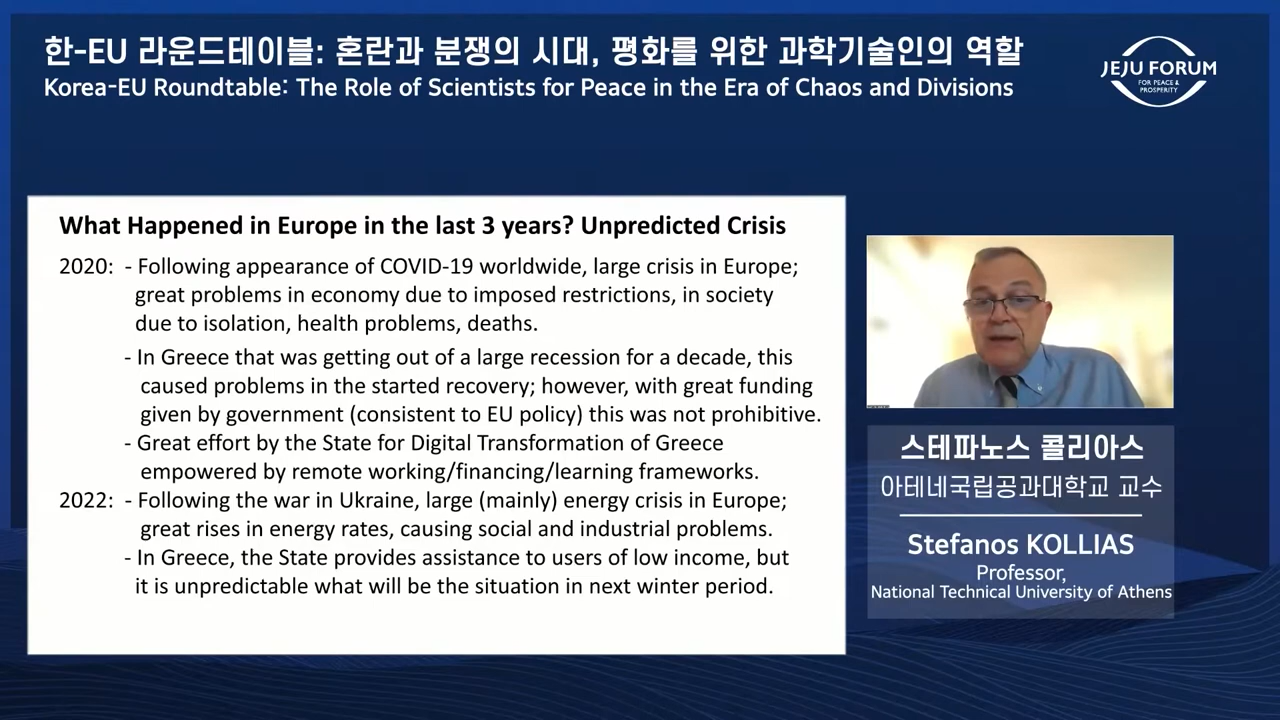 한-EU 라운드테이블: 혼란과 분쟁의 시대, 평화를 위한 과학기술인의 역할
Korea-EU Roundtable: The Role of Scientists for Peace in the Era of Chaos and Divisions
JEJU FORUM
FOR PEACE &
PROSPERITY
What Happened in Europe in the last 3 years? Unpredicted Crisis
2020: - Following appearance of COVID-19 worldwide, large crisis in Europe;
great problems in economy due to imposed restrictions, in society
due to isolation, health problems, deaths.
- In Greece that was getting out of a large recession for a decade, this
caused problems in the started recovery; however, with great funding
given by government (consistent to EU policy) this was not prohibitive.
- Great effort by the State for Digital Transformation of Greece
empowered by remote working/financing/learning frameworks.
2022: - Following the war in Ukraine, large (mainly) energy crisis in Europe;
great rises in energy rates, causing social and industrial problems.
- In Greece, the State provides assistance to users of low income, but
it is unpredictable what will be the situation in next winter period.
스테파노스 콜리아스
아테네국립공과대학교 교수
Stefanos KOLLIAS
Professor,
National Technical University of Athens